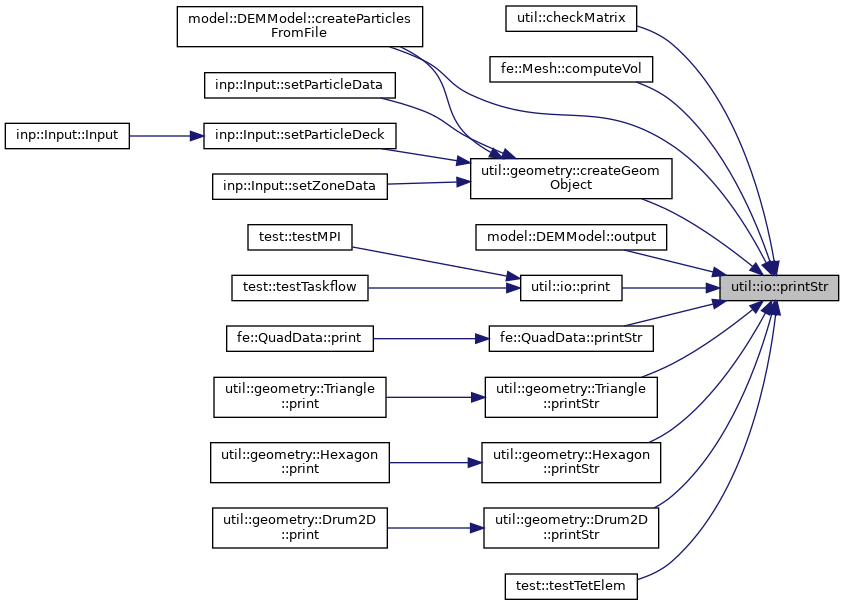 model::DEMModel::createParticles
FromFile
util::checkMatrix
fe::Mesh::computeVol
inp::Input::setParticleData
inp::Input::Input
inp::Input::setParticleDeck
util::geometry::createGeom
Object
inp::Input::setZoneData
test::testMPI
model::DEMModel::output
test::testTaskflow
util::io::print
util::io::printStr
fe::QuadData::print
fe::QuadData::printStr
util::geometry::Triangle
::print
util::geometry::Triangle
::printStr
util::geometry::Hexagon
::print
util::geometry::Hexagon
::printStr
util::geometry::Drum2D
::print
util::geometry::Drum2D
::printStr
test::testTetElem